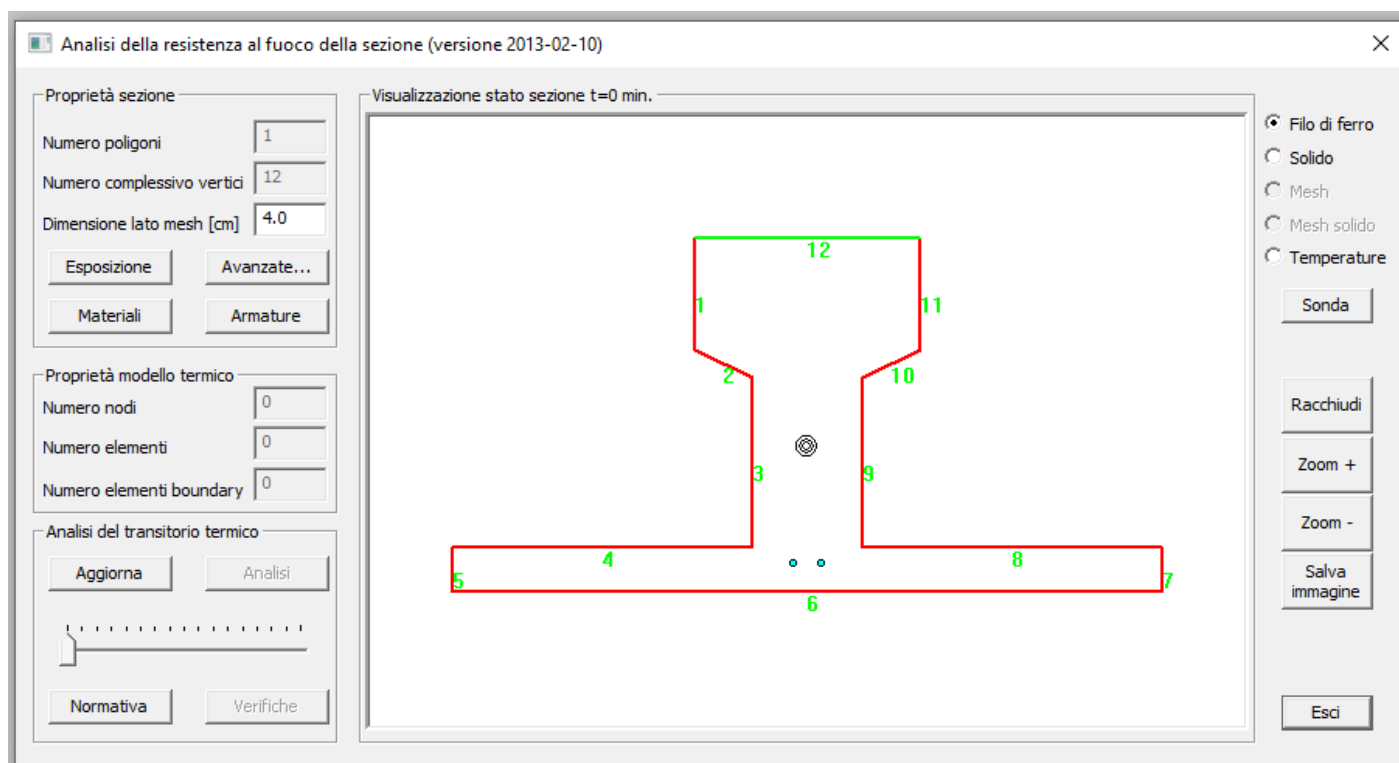 Analisi della resistenza al fuoco della sezione (versione 2013-02-10)
Proprietà sezione
Numero poligoni 1
Numero complessivo vertici 12
Dimensione lato mesh [cm] 4.0
Esposizione Avanzate...
Materiali Armature
Proprietà modello termico
Numero nodi 0
Numero elementi 0
Numero elementi boundary 0
Analisi del transitorio termico
Aggiorna Analisi
Normativa Verifiche
Visualizzazione stato sezione t=0 min.
12
1 11
2 10
3 9
4 8
5 7
6
Filo di ferro
Solido
Mesh
Mesh solido
Temperature
Sonda
Racchiudi
Zoom +
Zoom -
Salva
immagine
Esci